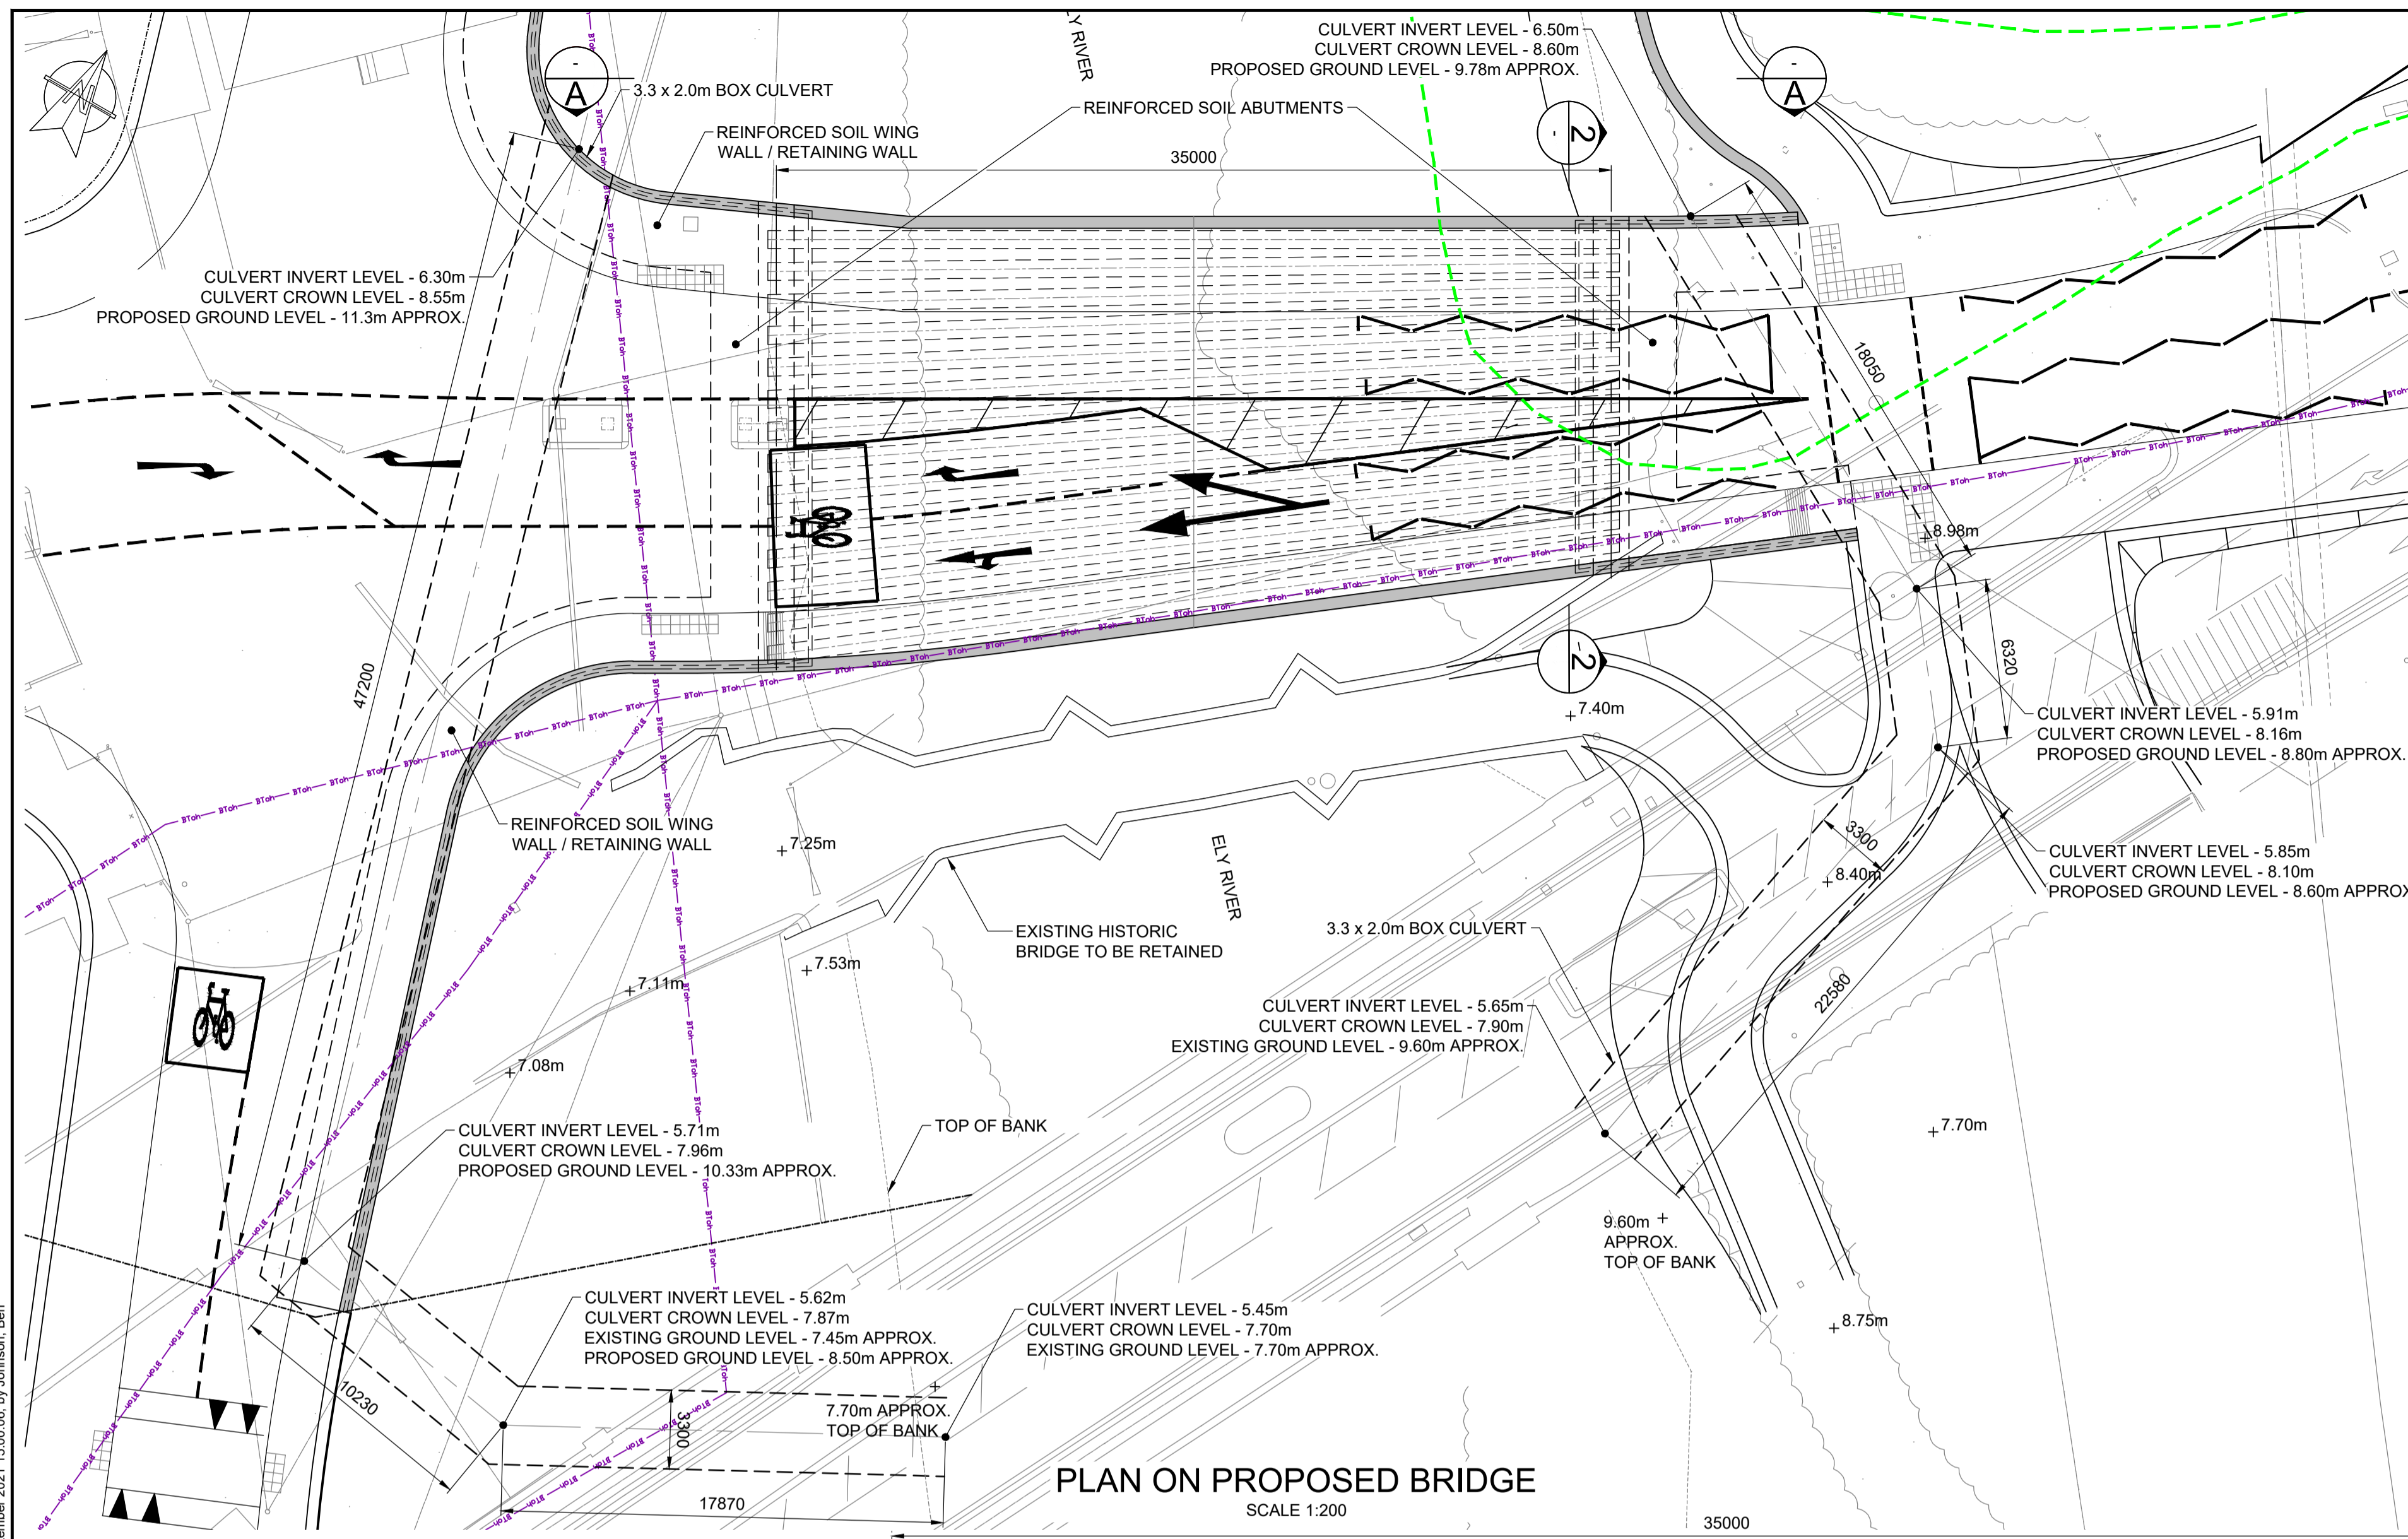 Y RIVER
CULVERT INVERT LEVEL - 6.50m
CULVERT CROWN LEVEL - 8.60m
PROPOSED GROUND LEVEL - 9.78m APPROX.
-
A
-
A
3.3 x 2.0m BOX CULVERT
REINFORCED SOIL ABUTMENTS
REINFORCED SOIL WING
WALL / RETAINING WALL
35000
-
2
N
CULVERT INVERT LEVEL - 6.30m
CULVERT CROWN LEVEL - 8.55m
PROPOSED GROUND LEVEL - 11.3m APPROX.
18050
BToh
8.98m
47200
6320
-
2
7.40m
CULVERT INVERT LEVEL - 5.91m
CULVERT CROWN LEVEL - 8.16m
PROPOSED GROUND LEVEL - 8.80m APPROX.
REINFORCED SOIL WING
WALL / RETAINING WALL
7.25m
ELY RIVER
3300
8.40m
CULVERT INVERT LEVEL - 5.85m
CULVERT CROWN LEVEL - 8.10m
PROPOSED GROUND LEVEL - 8.60m APPROX
EXISTING HISTORIC
BRIDGE TO BE RETAINED
3.3 x 2.0m BOX CULVERT
7.53m
7.11m
22580
CULVERT INVERT LEVEL - 5.65m
CULVERT CROWN LEVEL - 7.90m
EXISTING GROUND LEVEL - 9.60m APPROX.
7.08m
TOP OF BANK
7.70m
CULVERT INVERT LEVEL - 5.71m
CULVERT CROWN LEVEL - 7.96m
PROPOSED GROUND LEVEL - 10.33m APPROX.
9.60m
APPROX.
TOP OF BANK
8.75m
CULVERT INVERT LEVEL - 5.62m
CULVERT CROWN LEVEL - 7.87m
EXISTING GROUND LEVEL - 7.45m APPROX.
PROPOSED GROUND LEVEL - 8.50m APPROX.
CULVERT INVERT LEVEL - 5.45m
CULVERT CROWN LEVEL - 7.70m
EXISTING GROUND LEVEL - 7.70m APPROX.
10230
3300
7.70m APPROX.
TOP OF BANK
17870
PLAN ON PROPOSED BRIDGE
SCALE 1:200
35000